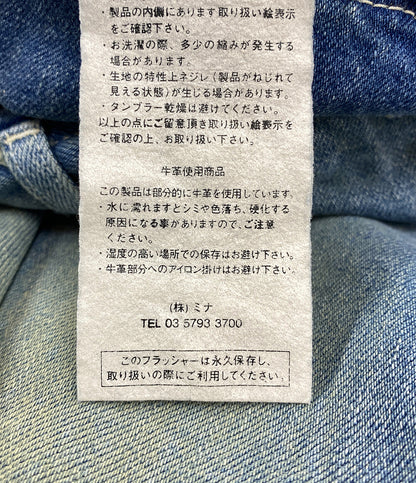 ・製品の内側にあります取り扱い絵表示
をご確認下さい。
・お洗濯の際、多少の縮みが発生する
場合があります。
・生地の特性上ネジレ（製品がねじれて
見える状態）が生じる場合があります。
・タンブラー乾燥は避けてください。
以上の点にご留意頂き取り扱い絵表示を
ご確認の上、お取り扱い下さい。
牛革使用商品
この製品は部分的に牛革を使用しています。
・水に濡れますとシミや色落ち、硬化する
原因になる事がありますので、ご注意
ください。
・湿度の高い場所での保存はお避け下さい。
・牛革部分へのアイロン掛けはお避け下さい。
(株) ミナ
TEL 03 5793 3700
このフラッシャーは永久保存し、
取り扱いの際にご利用してください。